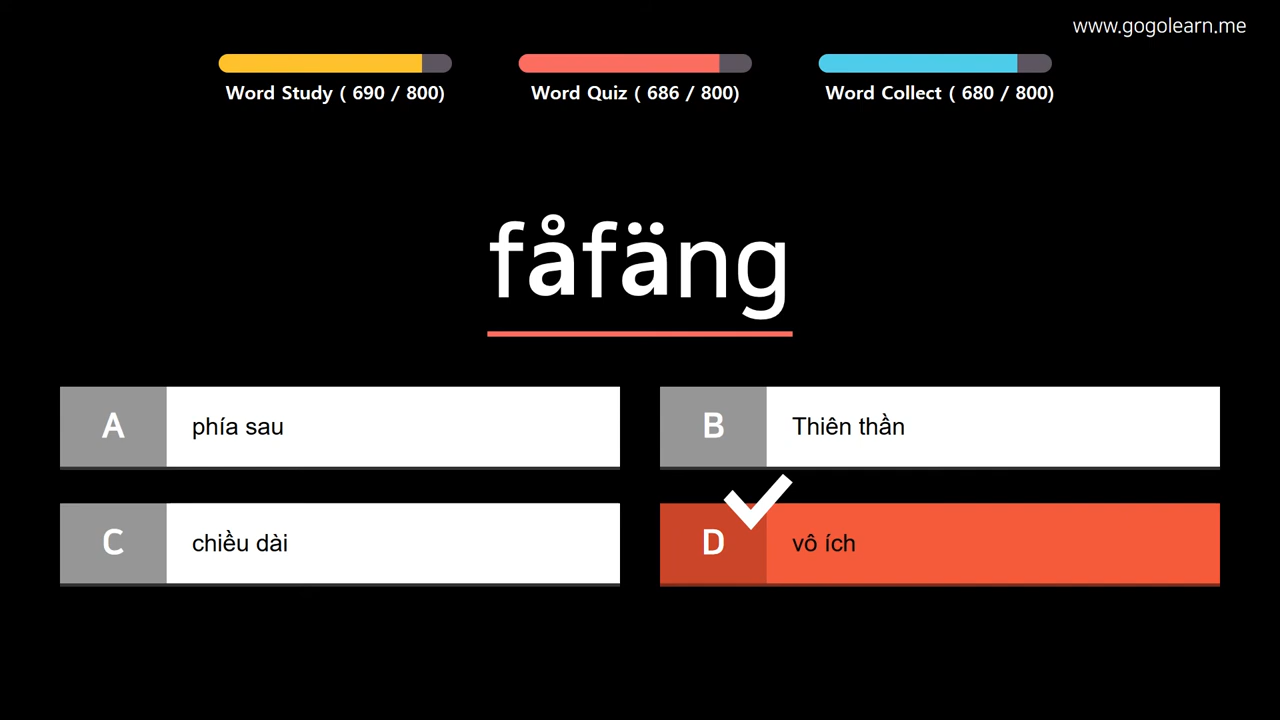 www.gogolearn.me
Word Study ( 690 / 800)
Word Quiz ( 686 / 800)
Word Collect ( 680 / 800)
fåfäng
A phía sau
B Thiên thần
C chiều dài
D vô ích